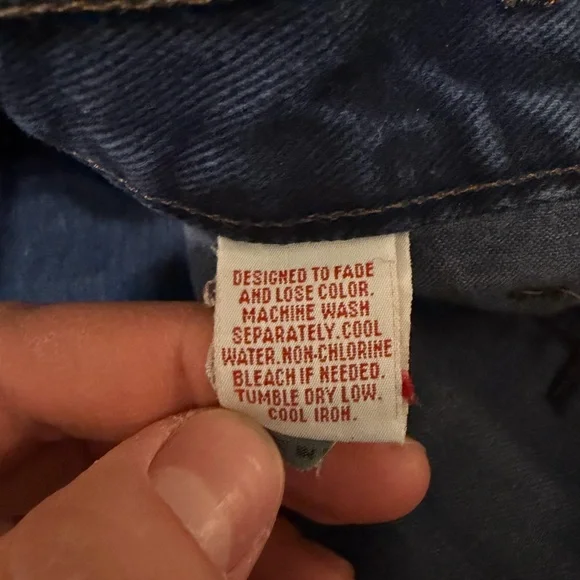 DESIGNED TO FADE
AND LOSE COLOR.
MACHINE WASH
SEPARATELY. COOL
WATER. NON-CHLORINE
BLEACH IF NEEDED.
TUMBLE DRY LOW.
COOL IRON.